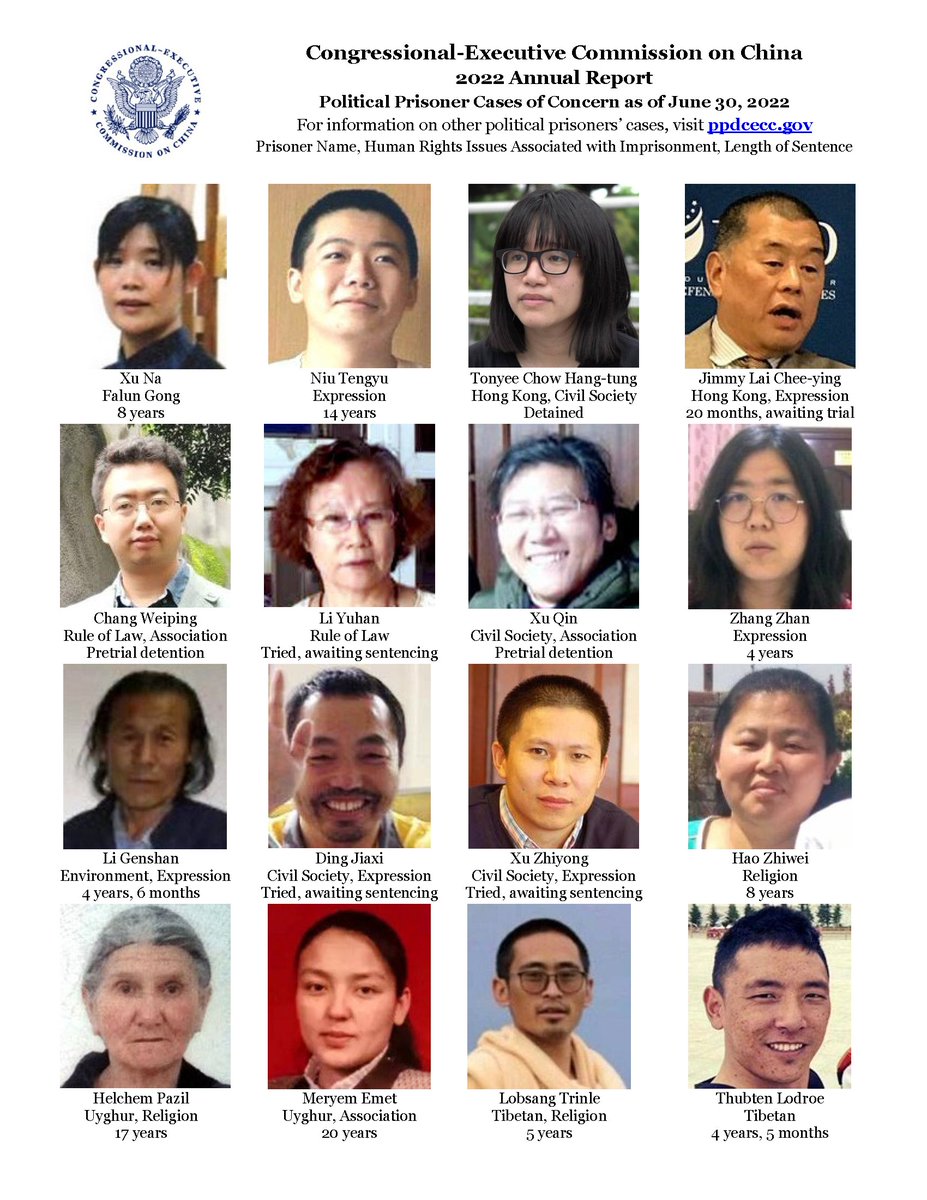 CONGRESSIONAL-EXECUTIVE COMMISSION ON CHINA
Congressional-Executive Commission on China
2022 Annual Report
Political Prisoner Cases of Concern as of June 30, 2022
For information on other political prisoners' cases, visit ppdcecc.gov
Prisoner Name, Human Rights Issues Associated with Imprisonment, Length of Sentence
Xu Na
Falun Gong
8 years
Niu Tengyu
Expression
14 years
Tonyee Chow Hang-tung
Hong Kong, Civil Society
Detained
Jimmy Lai Chee-ying
Hong Kong, Expression
20 months, awaiting trial
Chang Weiping
Rule of Law, Association
Pretrial detention
Li Yuhan
Rule of Law
Tried, awaiting sentencing
Xu Qin
Civil Society, Association
Pretrial detention
Zhang Zhan
Expression
4 years
Li Genshan
Environment, Expression
4 years, 6 months
Ding Jiaxi
Civil Society, Expression
Tried, awaiting sentencing
Xu Zhiyong
Civil Society, Expression
Tried, awaiting sentencing
Hao Zhiwei
Religion
8 years
Helchem Pazil
Uyghur, Religion
17 years
Meryem Emet
Uyghur, Association
20 years
Lobsang Trinle
Tibetan, Religion
5 years
Thubten Lodroe
Tibetan
4 years, 5 months